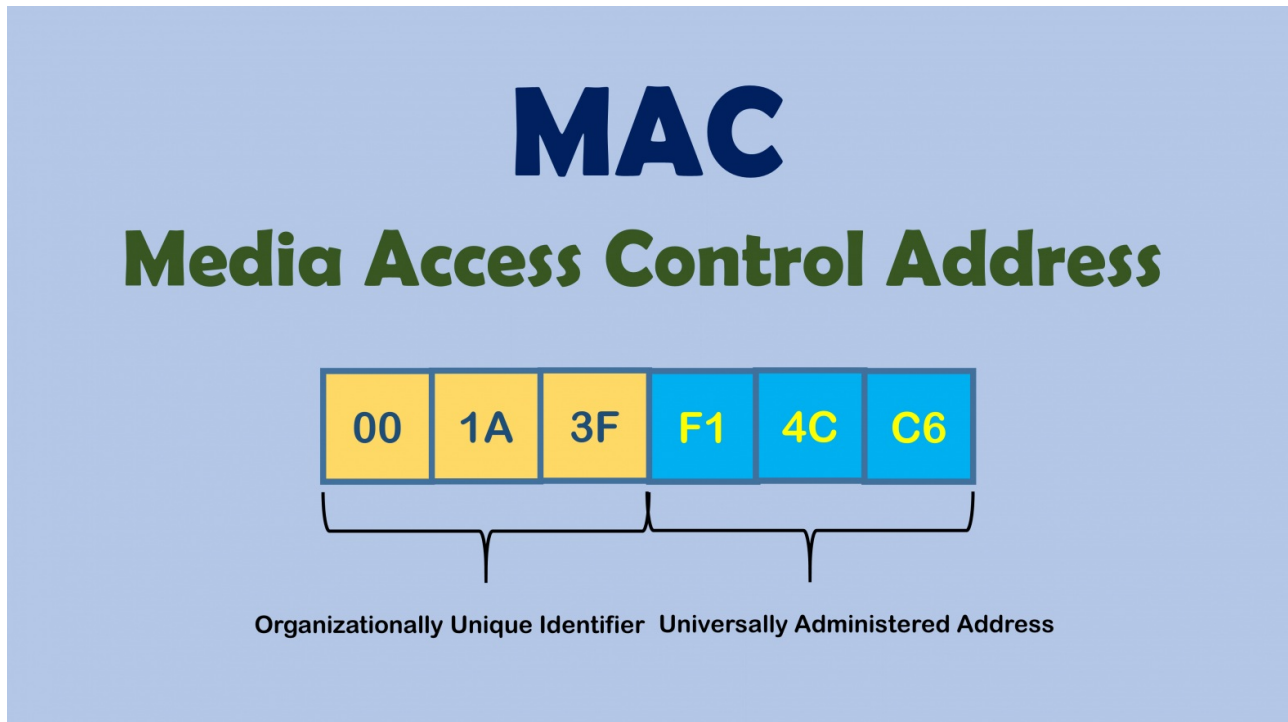 MAC
Media Access Control Address
00 1A 3F F1 4C C6
Organizationally Unique Identifier Universally Administered Address